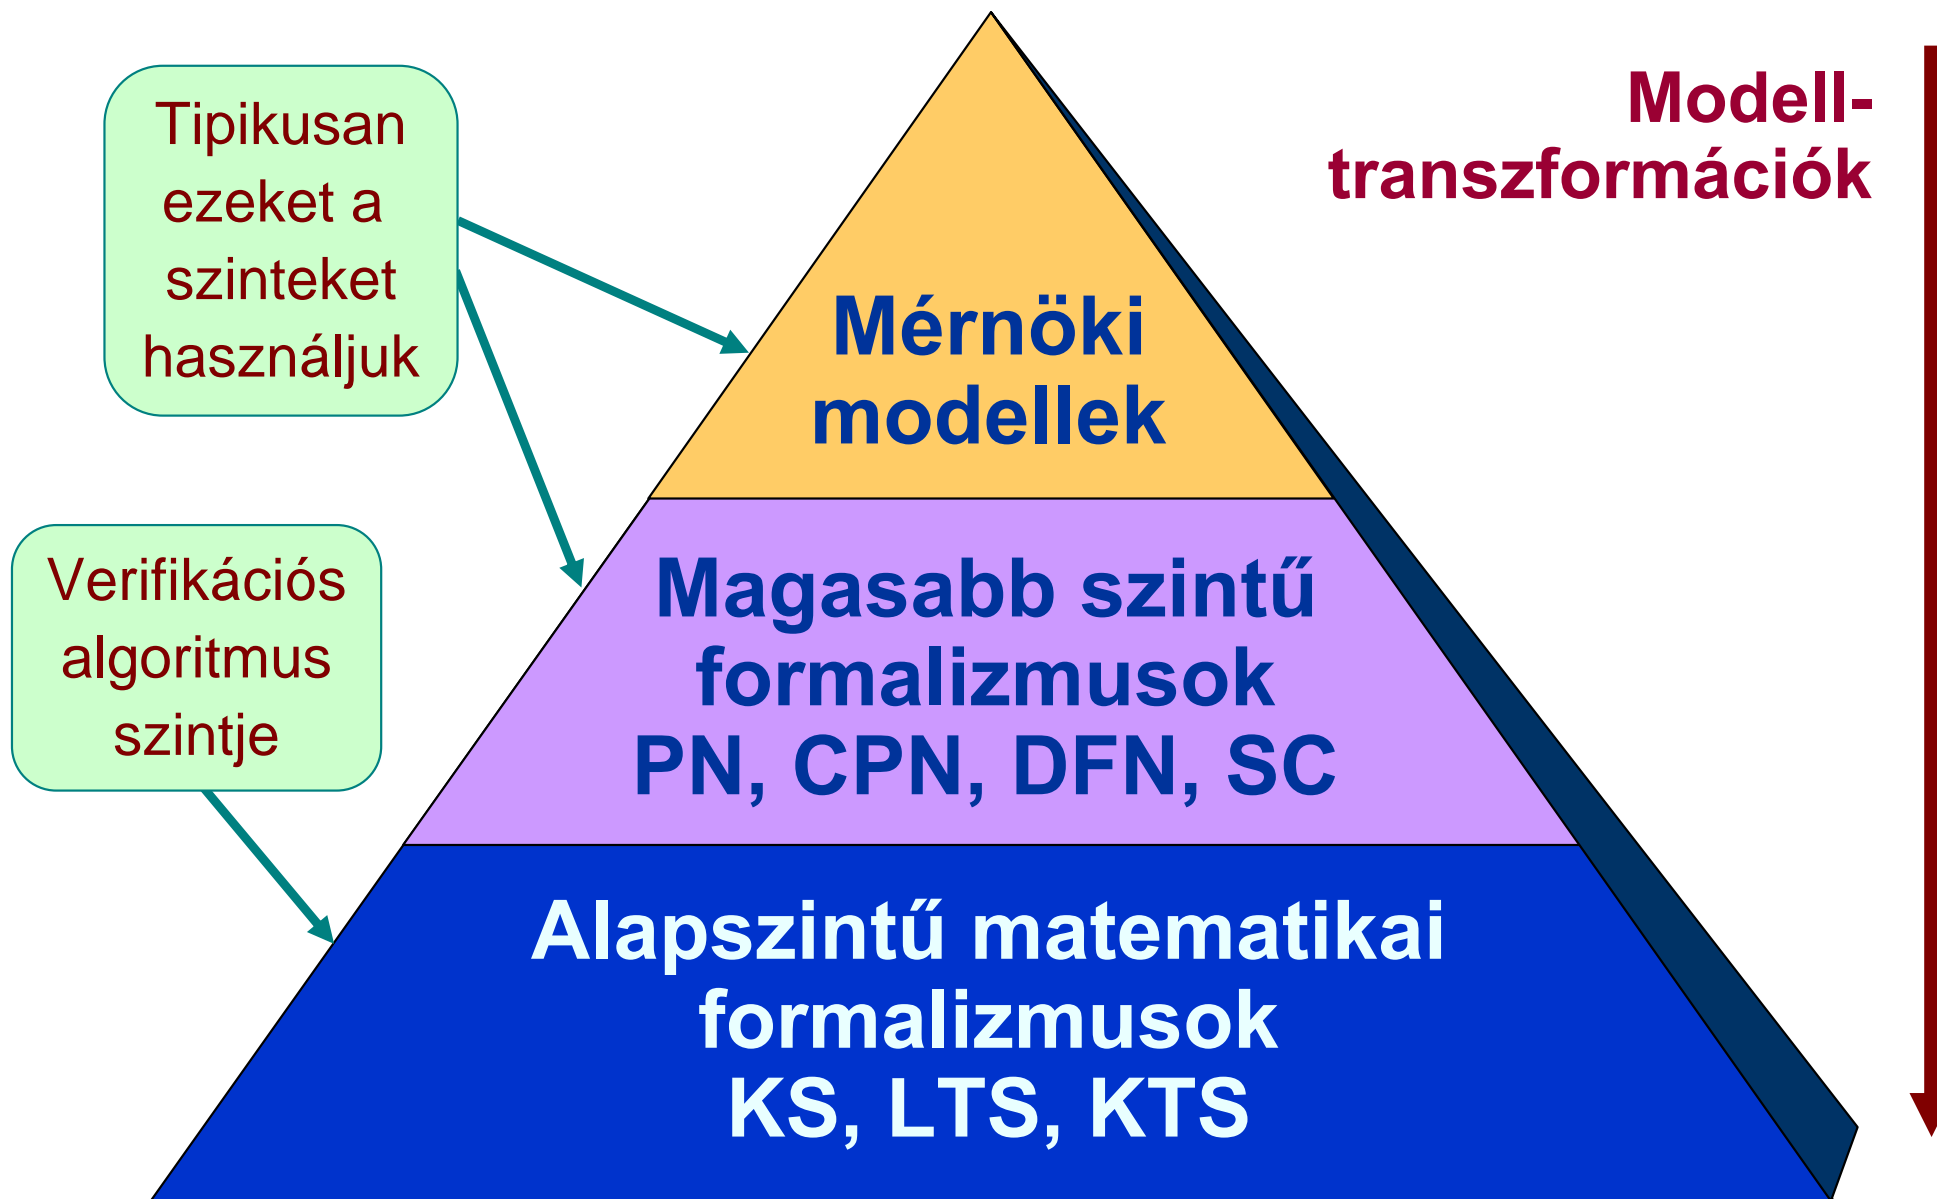 Tipikusan
ezeket a
szinteket
használjuk
Modell-
transzformációk
Mérnöki
modellek
Verifikációs
algoritmus
szintje
Magasabb szintű
formalizmusok
PN, CPN, DFN, SC
Alapszintű matematikai
formalizmusok
KS, LTS, KTS